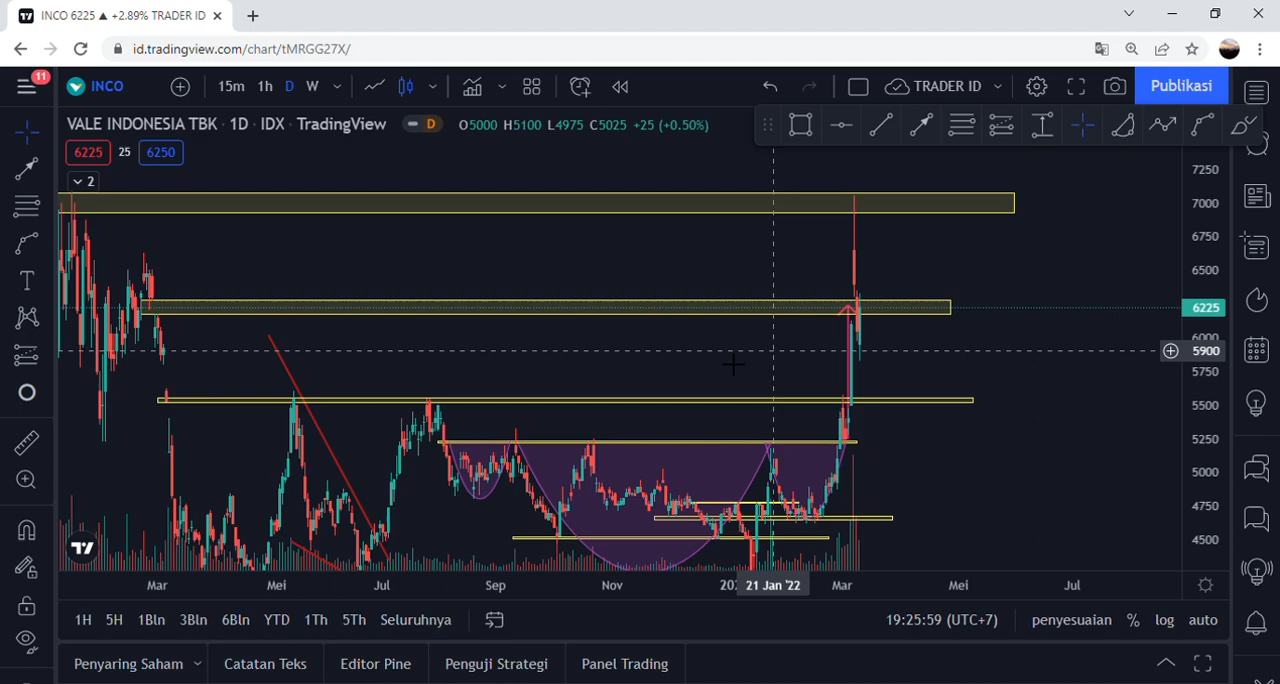 INCO 6225 ▲ +2.89% TRADER ID
id.tradingview.com/chart/tMRGG27X/
11
INCO
15m 1h D W
TRADER ID
Publikasi
VALE INDONESIA TBK · 1D · IDX · TradingView
D
O5000 H5100 L4975 C5025 +25 (+0.50%)
6225 25 6250
2
7250
7000
6750
6500
6225
6000
5900
5750
5500
5250
5000
4750
4500
Mar Mei Jul Sep Nov 21 Jan '22 Mar Mei Jul
1H 5H 1Bln 3Bln 6Bln YTD 1Th 5Th Seluruhnya
19:25:59 (UTC+7) penyesuaian % log auto
Penyaring Saham Catatan Teks Editor Pine Penguji Strategi Panel Trading